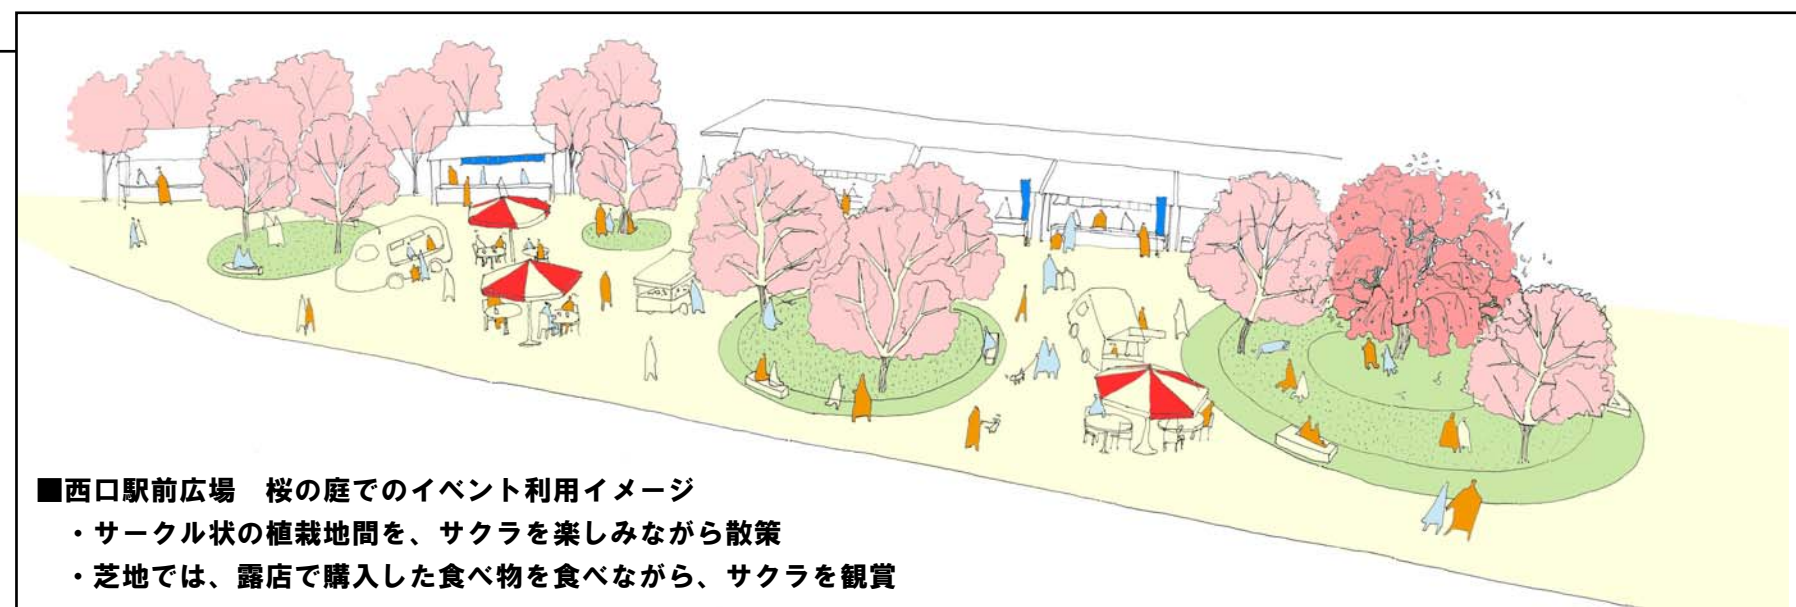 ■西口駅前広場　桜の庭でのイベント利用イメージ
・サークル状の植栽地間を、サクラを楽しみながら散策
・芝地では、露店で購入した食べ物を食べながら、サクラを観賞